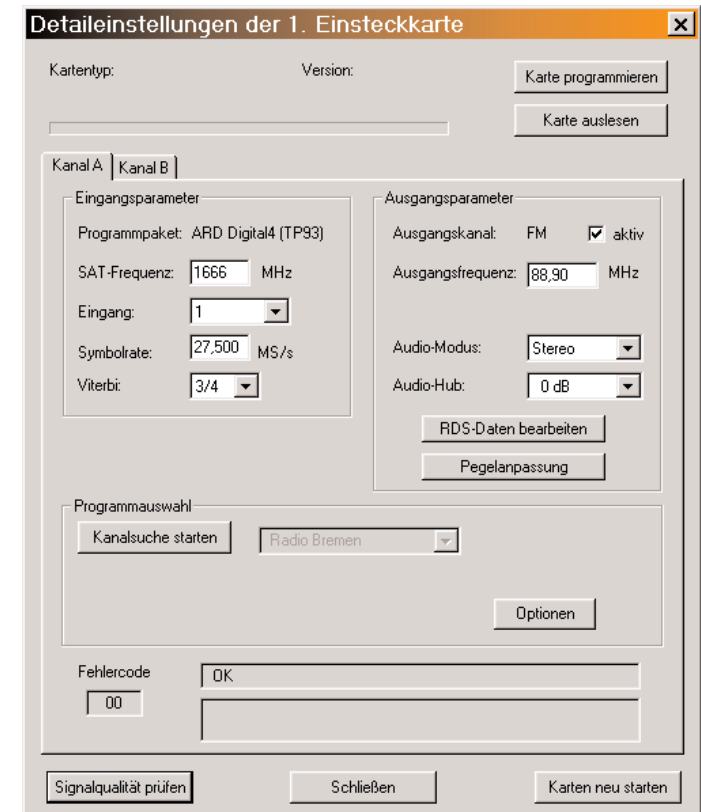 Detaileinstellungen der 1. Einsteckkarte
Kartentyp:
Version:
Karte programmieren
Karte auslesen
Kanal A
Kanal B
Eingangsparameter
Programmpaket: ARD Digital4 (TP93)
SAT-Frequenz: 1666 MHz
Eingang: 1
Symbolrate: 27,500 MS/s
Viterbi: 3/4
Ausgangsparameter
Ausgangskanal: FM aktiv
Ausgangsfrequenz: 88,90 MHz
Audio-Modus: Stereo
Audio-Hub: 0 dB
RDS-Daten bearbeiten
Pegelanpassung
Programmauswahl
Kanalsuche starten
Radio Bremen
Optionen
Fehlercode
00
OK
Signalqualität prüfen
Schließen
Karten neu starten